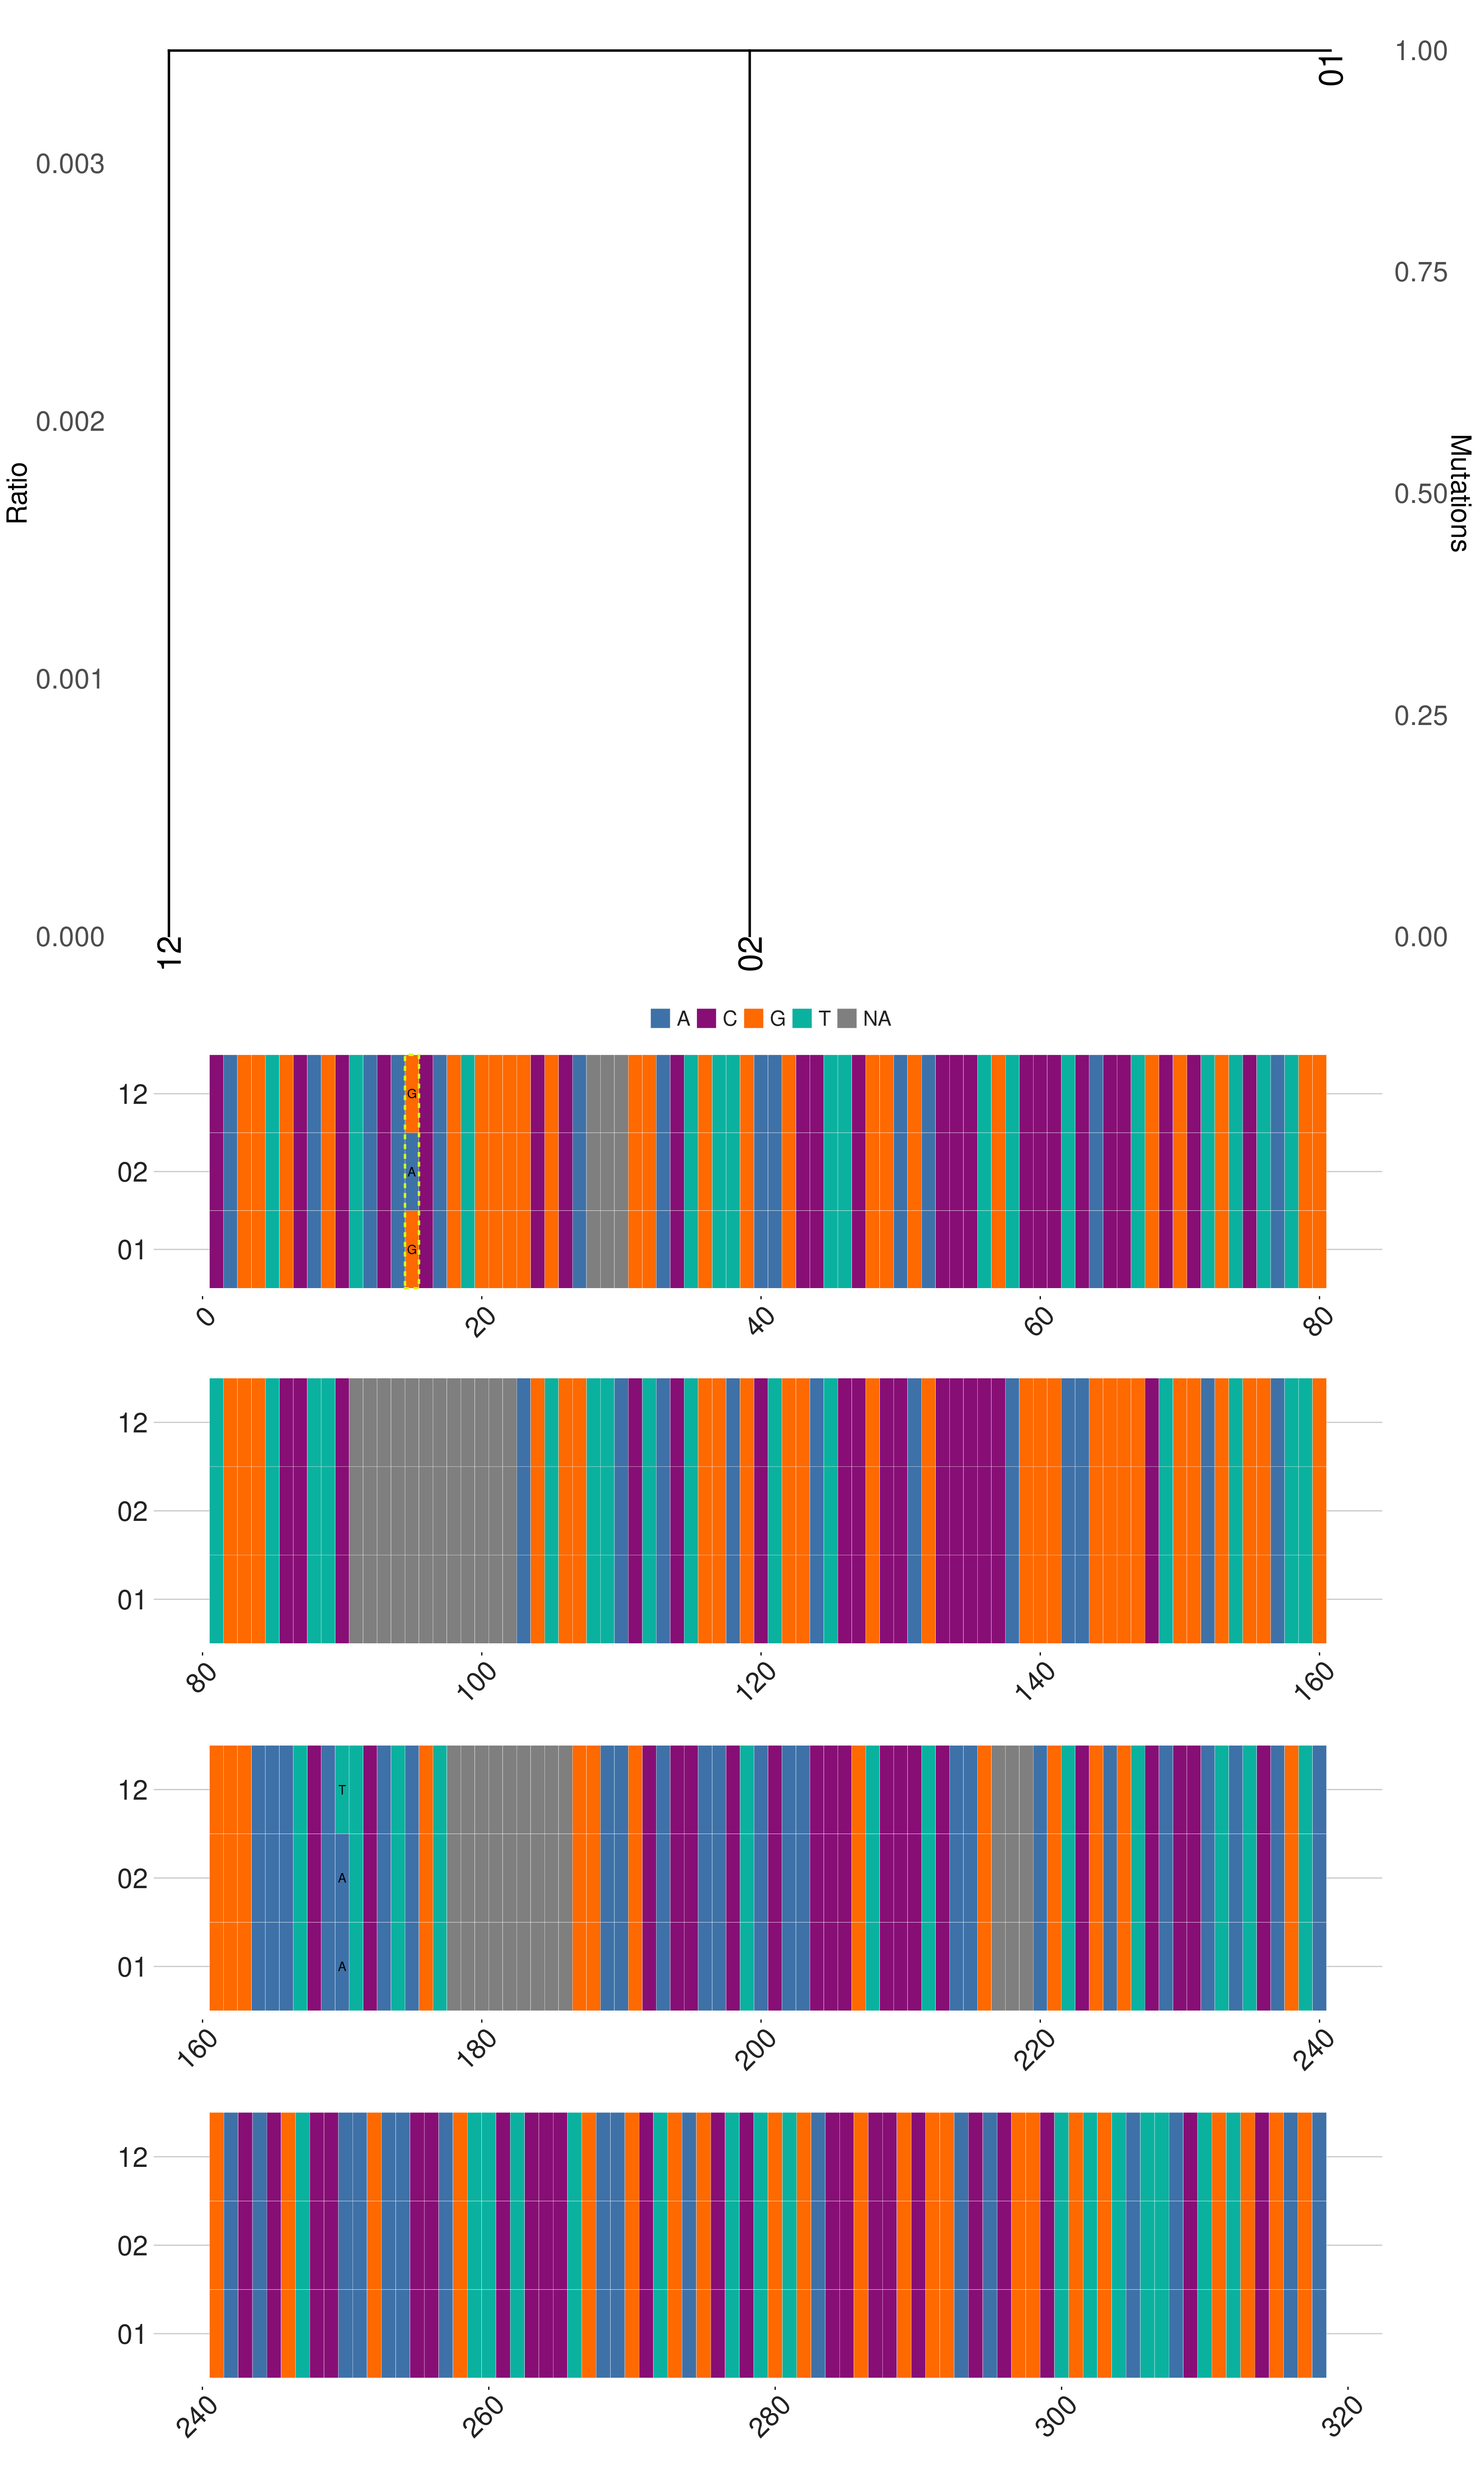 01
1.00
0.003
0.75
0.002
Ratio
0.50
Mutations
0.001
0.25
0.000
12
02
0.00
A C G T NA
12 G
02 A
01 G
0 20 40 60 80
12
02
01
80 100 120 140 160
12 T
02 A
01 A
160 180 200 220 240
12
02
01
240 260 280 300 320